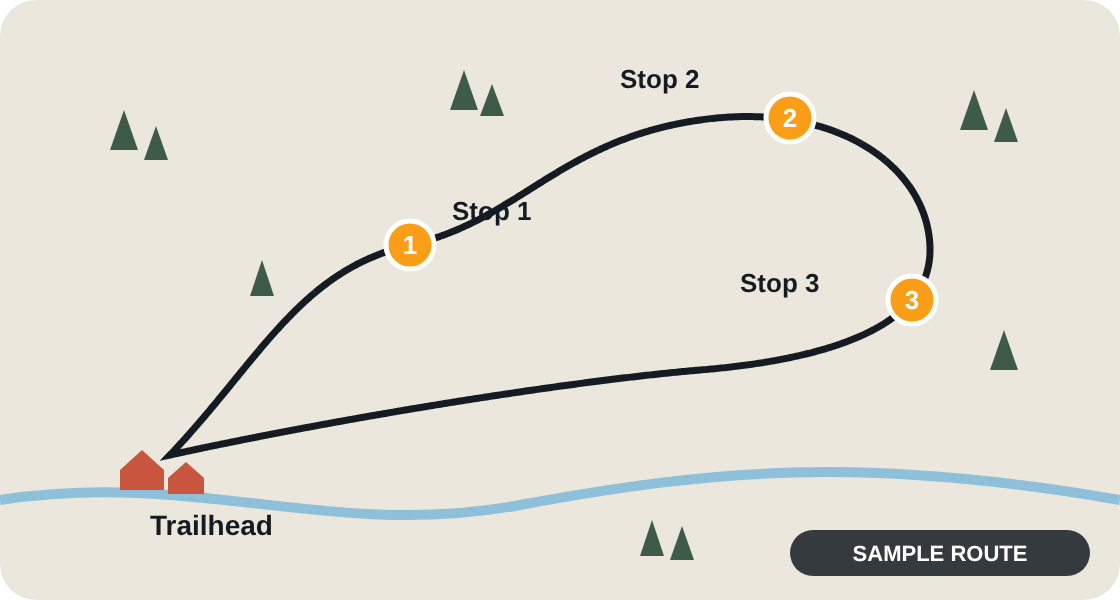 Stop 2
2
Stop 1
1
Stop 3
3
Trailhead
SAMPLE ROUTE